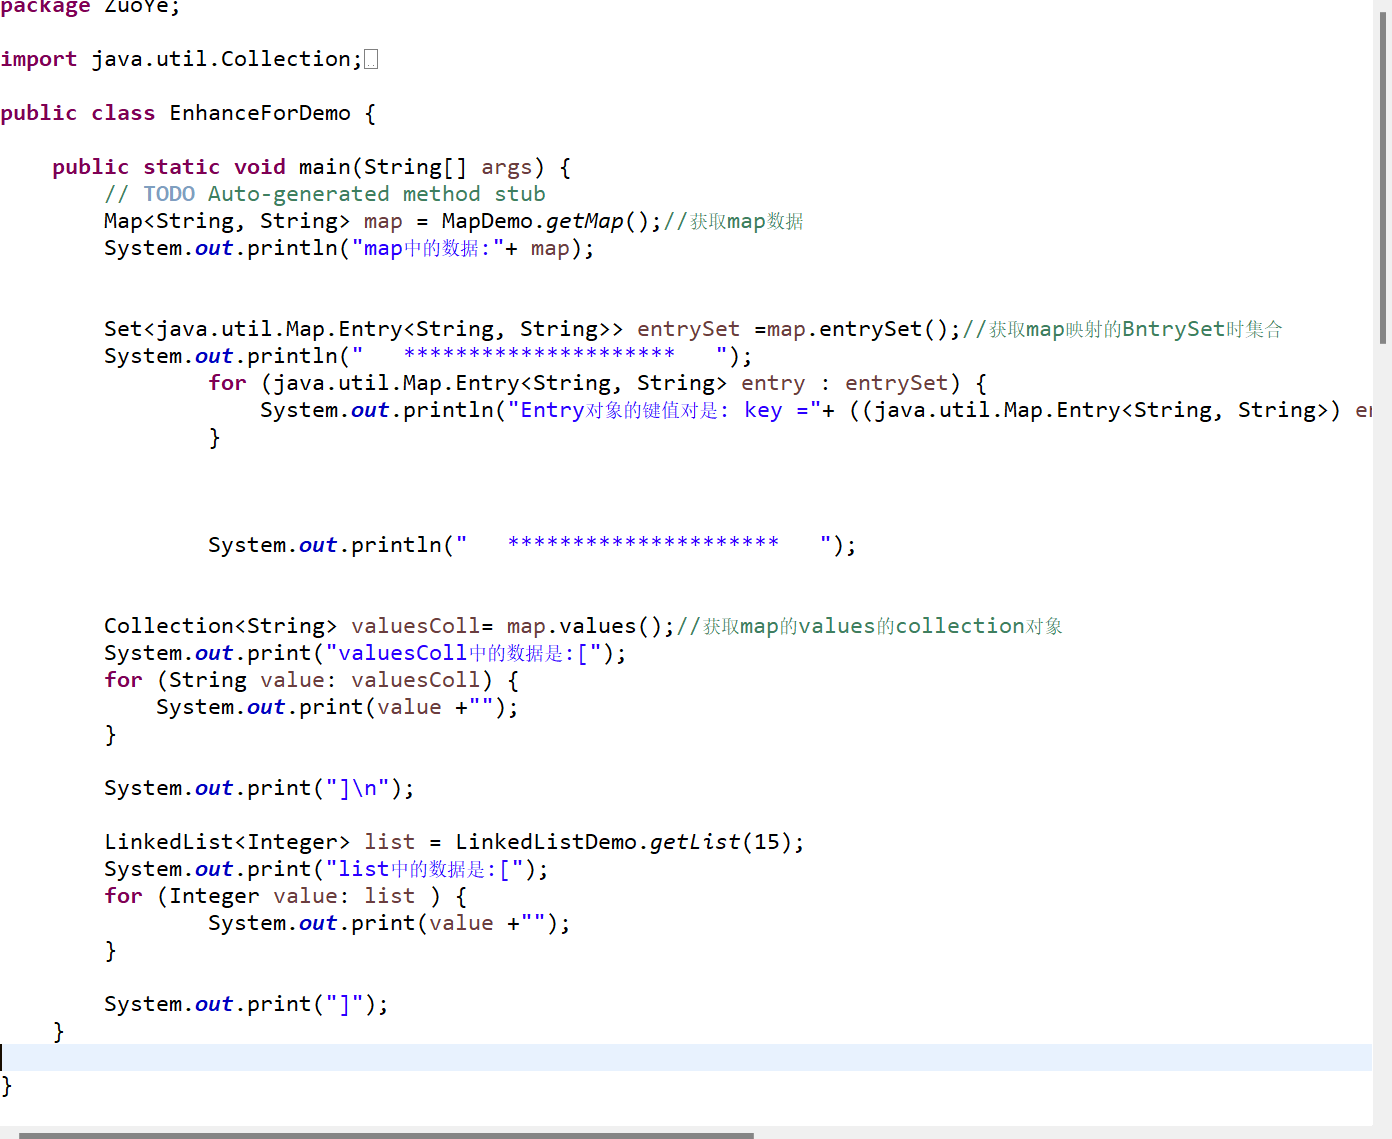 package ZuoYe;
import java.util.Collection;
public class EnhanceForDemo {
public static void main(String[] args) {
// TODO Auto-generated method stub
Map<String, String> map = MapDemo.getMap();//获取map数据
System.out.println("map中的数据:"+ map);
Set<java.util.Map.Entry<String, String>> entrySet =map.entrySet();//获取map映射的BntrySet时集合
System.out.println("   *********************   ");
for (java.util.Map.Entry<String, String> entry : entrySet) {
System.out.println("Entry对象的键值对是: key ="+ ((java.util.Map.Entry<String, String>)
}
System.out.println("   *********************   ");
Collection<String> valuesColl= map.values();//获取map的values的collection对象
System.out.print("valuesColl中的数据是:[");
for (String value: valuesColl) {
System.out.print(value +"");
}
System.out.print("]\n");
LinkedList<Integer> list = LinkedListDemo.getList(15);
System.out.print("list中的数据是:[");
for (Integer value: list ) {
System.out.print(value +"");
}
System.out.print("]");
}
}